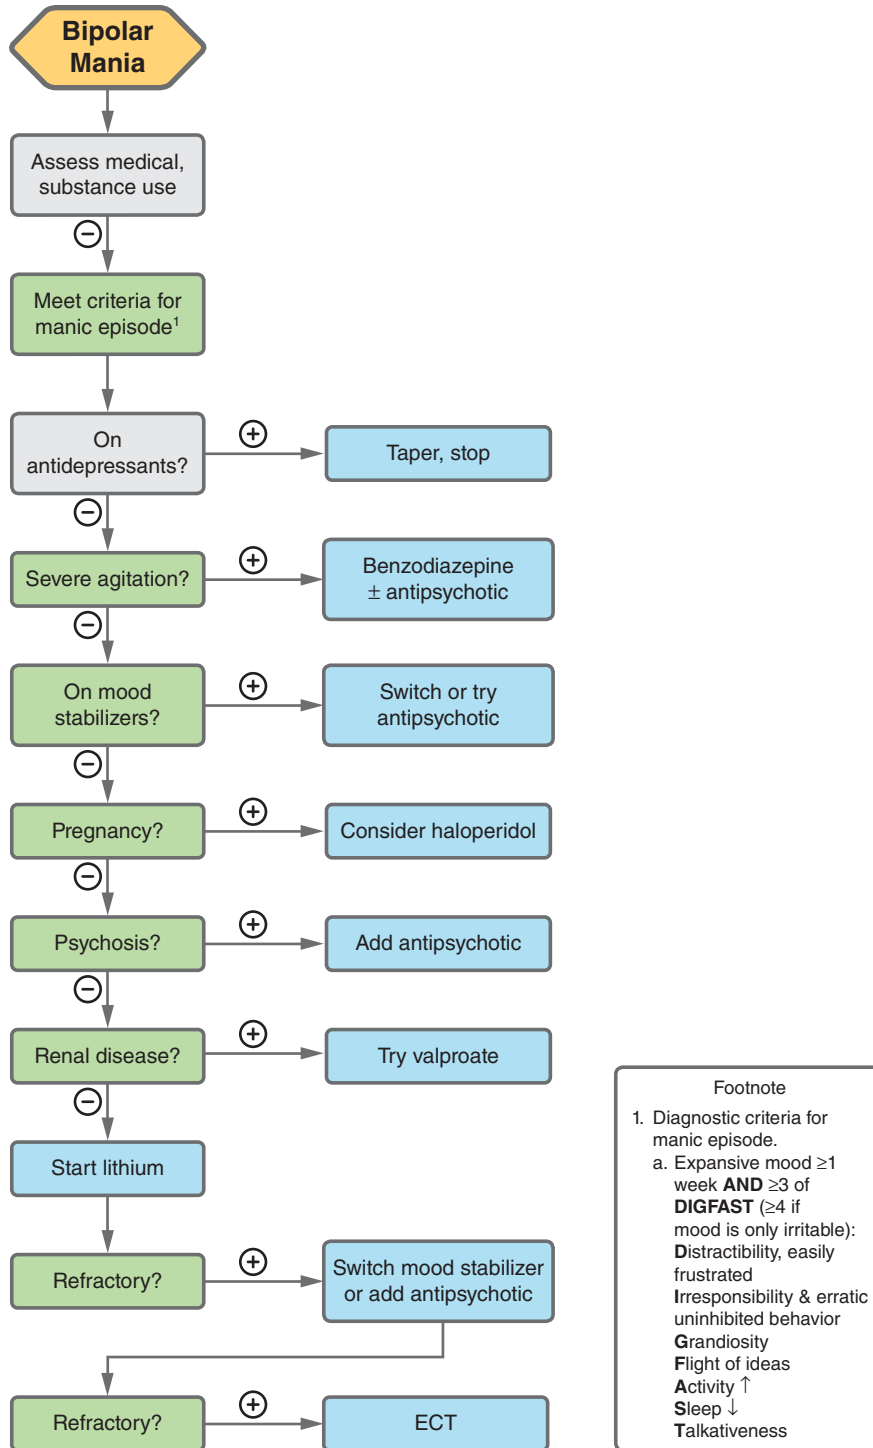 Bipolar
Mania
Assess medical,
substance use
⊖
Meet criteria for
manic episode¹
On
antidepressants?
⊕
Taper, stop
⊖
Severe agitation?
⊕
Benzodiazepine
± antipsychotic
⊖
On mood
stabilizers?
⊕
Switch or try
antipsychotic
⊖
Pregnancy?
⊕
Consider haloperidol
⊖
Psychosis?
⊕
Add antipsychotic
⊖
Renal disease?
⊕
Try valproate
⊖
Start lithium
Refractory?
⊕
Switch mood stabilizer
or add antipsychotic
Refractory?
⊕
ECT
Footnote
1. Diagnostic criteria for
manic episode.
a. Expansive mood ≥1
week AND ≥3 of
DIGFAST (≥4 if
mood is only irritable):
Distractibility, easily
frustrated
Irresponsibility & erratic
uninhibited behavior
Grandiosity
Flight of ideas
Activity ↑
Sleep ↓
Talkativeness